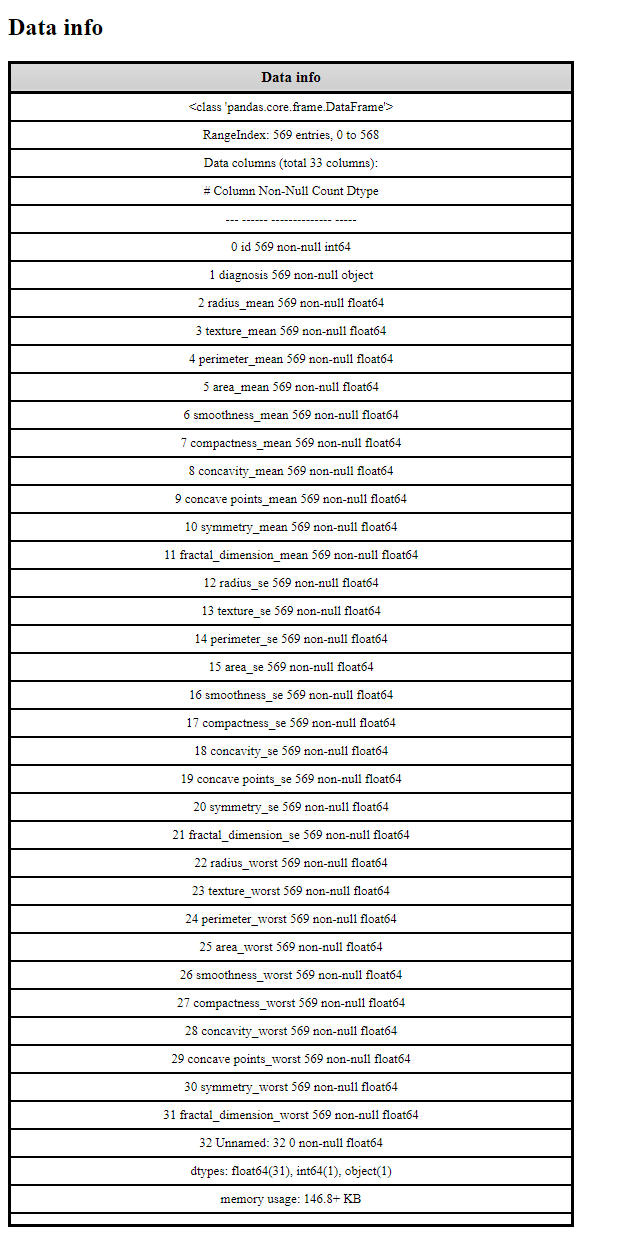 Data info
Data info
<class 'pandas.core.frame.DataFrame'>
RangeIndex: 569 entries, 0 to 568
Data columns (total 33 columns):
# Column Non-Null Count Dtype
--- ------ -------------- -----
0 id 569 non-null int64
1 diagnosis 569 non-null object
2 radius_mean 569 non-null float64
3 texture_mean 569 non-null float64
4 perimeter_mean 569 non-null float64
5 area_mean 569 non-null float64
6 smoothness_mean 569 non-null float64
7 compactness_mean 569 non-null float64
8 concavity_mean 569 non-null float64
9 concave points_mean 569 non-null float64
10 symmetry_mean 569 non-null float64
11 fractal_dimension_mean 569 non-null float64
12 radius_se 569 non-null float64
13 texture_se 569 non-null float64
14 perimeter_se 569 non-null float64
15 area_se 569 non-null float64
16 smoothness_se 569 non-null float64
17 compactness_se 569 non-null float64
18 concavity_se 569 non-null float64
19 concave points_se 569 non-null float64
20 symmetry_se 569 non-null float64
21 fractal_dimension_se 569 non-null float64
22 radius_worst 569 non-null float64
23 texture_worst 569 non-null float64
24 perimeter_worst 569 non-null float64
25 area_worst 569 non-null float64
26 smoothness_worst 569 non-null float64
27 compactness_worst 569 non-null float64
28 concavity_worst 569 non-null float64
29 concave points_worst 569 non-null float64
30 symmetry_worst 569 non-null float64
31 fractal_dimension_worst 569 non-null float64
32 Unnamed: 32 0 non-null float64
dtypes: float64(31), int64(1), object(1)
memory usage: 146.8+ KB